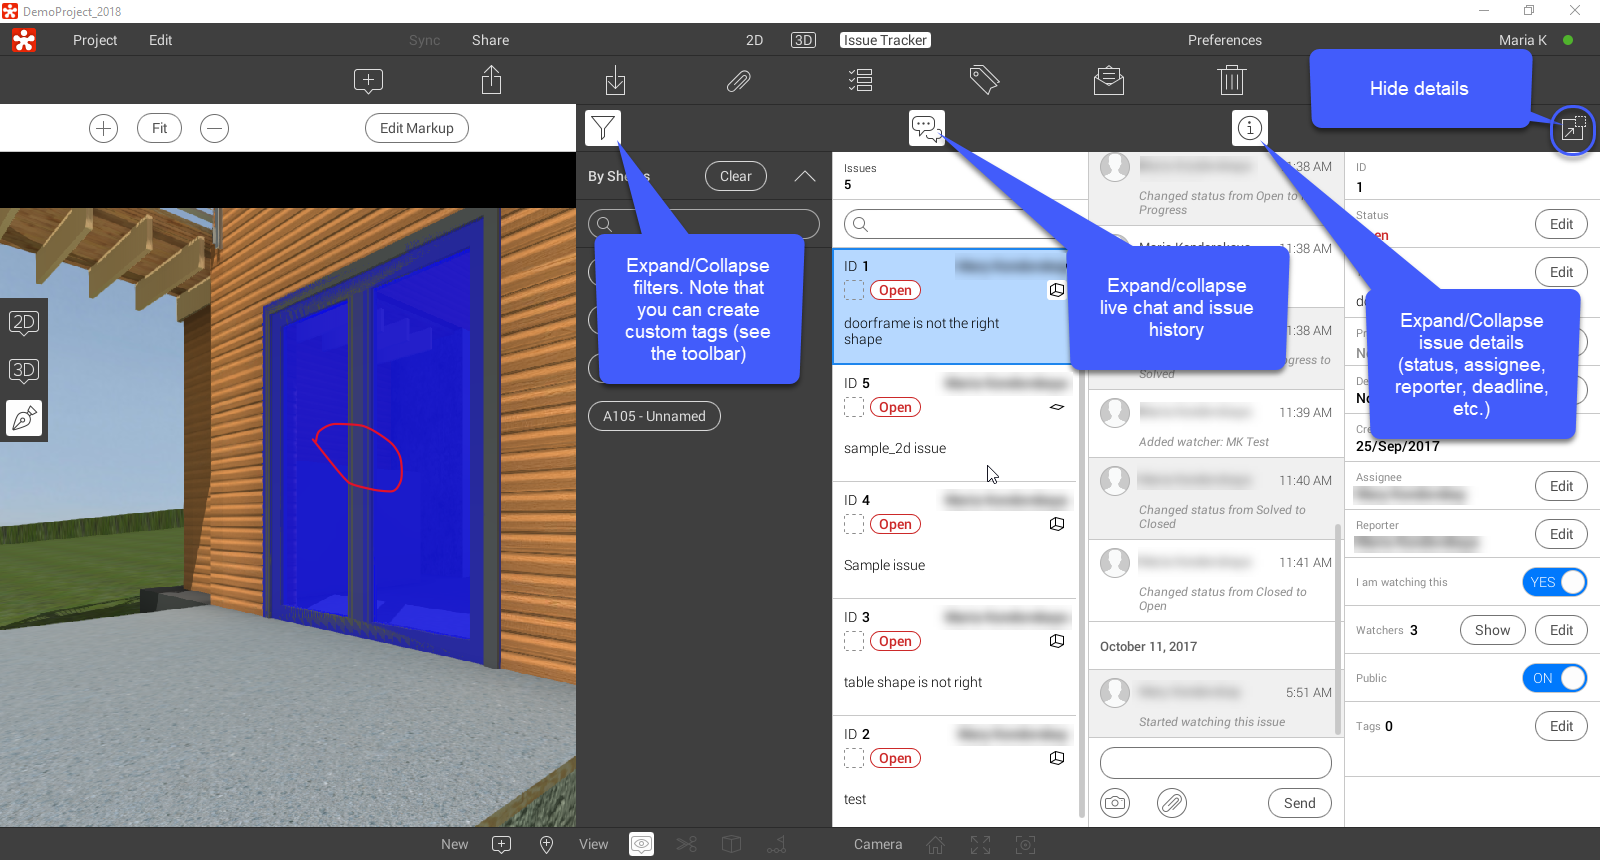 DemoProject_2018
Project
Edit
Sync
Share
2D
3D
Issue Tracker
Preferences
Maria K
Hide details
Fit
Edit Markup
By
Clear
Expand/Collapse
filters. Note that
you can create
custom tags (see
the toolbar)
A105 - Unnamed
2D
3D
Issues
5
ID 1
Open
doorframe is not the right
shape
ID 5
Open
sample_2d issue
ID 4
Open
Sample issue
ID 3
Open
table shape is not right
ID 2
Open
test
Expand/collapse
live chat and issue
history
:38 AM
Changed status from Open to
Progress
1:38 AM
1:38 AM
gress to
Solved
11:39 AM
Added watcher: MK Test
11:40 AM
Changed status from Solved to
Closed
11:41 AM
Changed status from Closed to
Open
October 11, 2017
5:51 AM
Started watching this issue
Send
Expand/Collapse
issue details
(status, assignee,
reporter, deadline,
etc.)
ID
1
Status
Edit
Edit
25/Sep/2017
Assignee
Edit
Reporter
Edit
I am watching this
YES
Watchers 3
Show
Edit
Public
ON
Tags 0
Edit
New
View
Camera